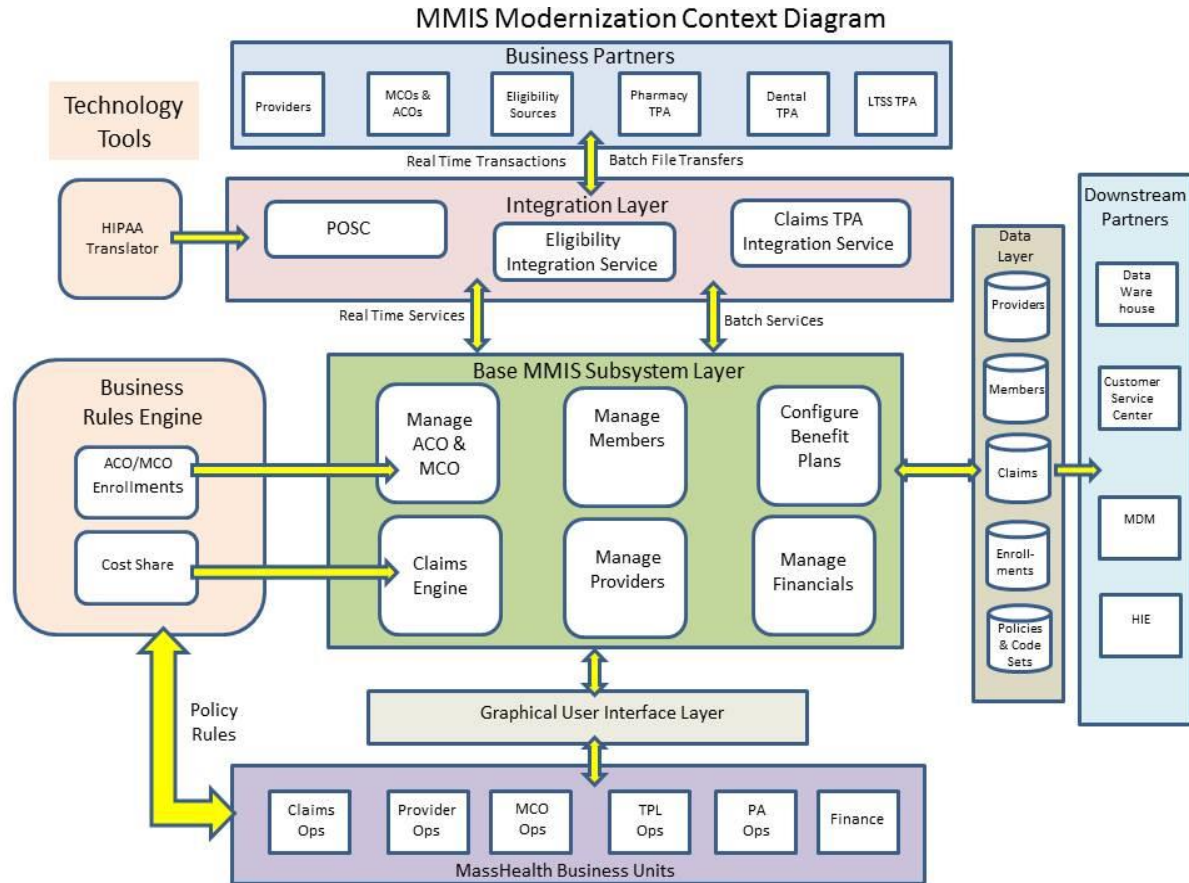 MMIS Modernization Context Diagram
Business Partners
Providers
MCOs &
ACOs
Eligibility
Sources
Pharmacy
TPA
Dental
TPA
LTSS TPA
Technology
Tools
Real Time Transactions
Batch File Transfers
HIPAA
Translator
Integration Layer
POSC
Eligibility
Integration Service
Claims TPA
Integration Service
Real Time Services
Batch Services
Business
Rules Engine
ACO/MCO
Enrollments
Cost Share
Base MMIS Subsystem Layer
Manage
ACO &
MCO
Manage
Members
Configure
Benefit
Plans
Claims
Engine
Manage
Providers
Manage
Financials
Data
Layer
Providers
Members
Claims
Enroll-
ments
Policies
& Code
Sets
Downstream
Partners
Data
Ware
house
Customer
Service
Center
MDM
HIE
Policy
Rules
Graphical User Interface Layer
Claims
Ops
Provider
Ops
MCO
Ops
TPL
Ops
PA
Ops
Finance
MassHealth Business Units